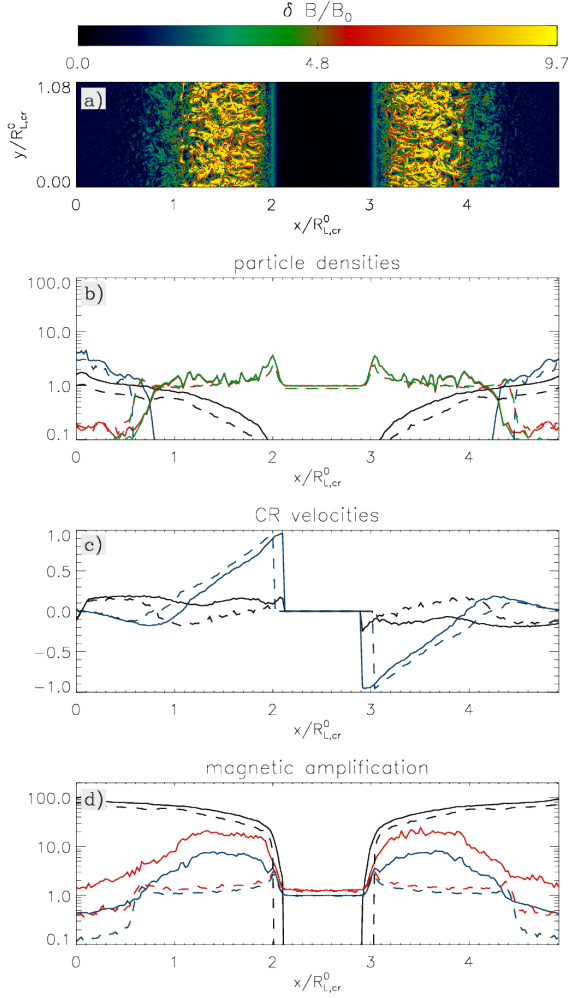 δ B/B₀
0.0 4.8 9.7
a)
1.08
0.00
y/R⁰L,cr
0 1 2 3 4
x/R⁰L,cr
particle densities
b)
100.0
10.0
1.0
0.1
0 1 2 3 4
x/R⁰L,cr
CR velocities
c)
1.0
0.5
0.0
−0.5
−1.0
0 1 2 3 4
x/R⁰L,cr
magnetic amplification
d)
100.0
10.0
1.0
0.1
0 1 2 3 4
x/R⁰L,cr